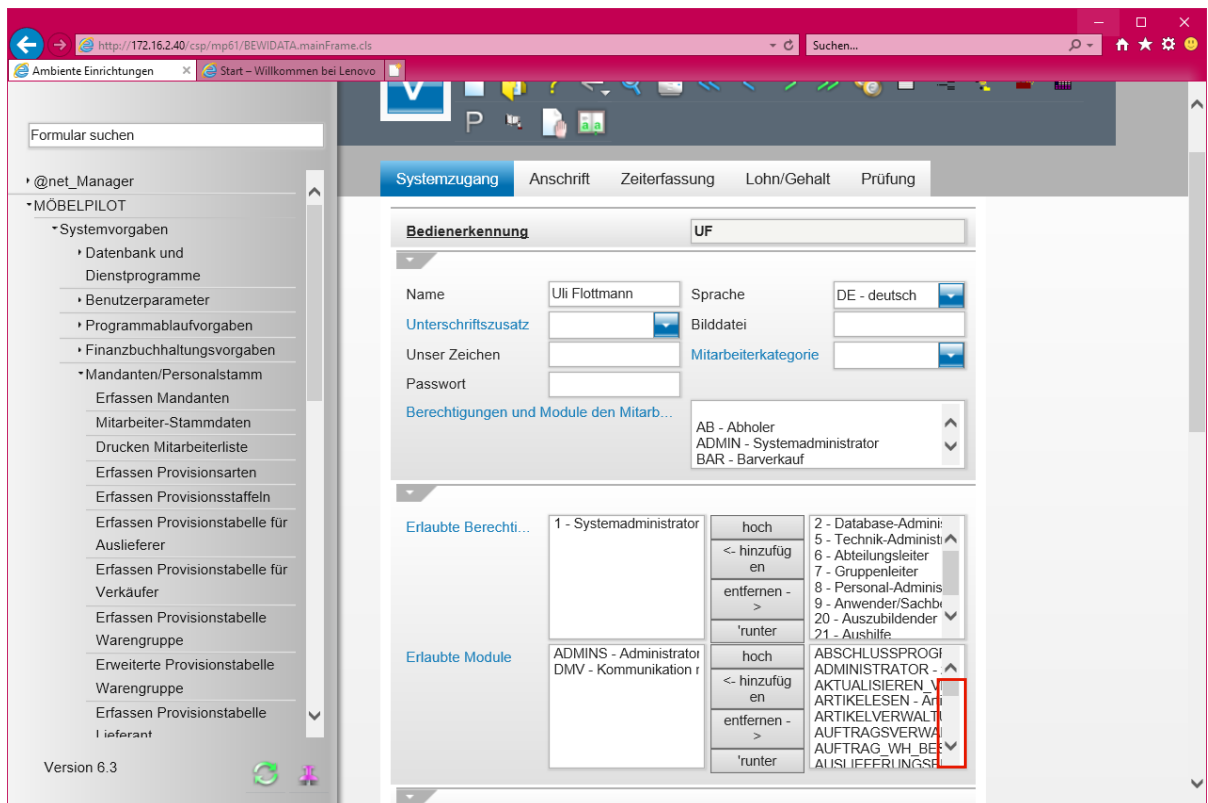 http://172.16.2.40/csp/mp61/BEWIDATA.mainFrame.cls
Suchen...
Ambiente Einrichtungen
Start – Willkommen bei Lenovo
Formular suchen
@net_Manager
MÖBELPILOT
Systemvorgaben
Datenbank und
Dienstprogramme
Benutzerparameter
Programmablaufvorgaben
Finanzbuchhaltungsvorgaben
Mandanten/Personalstamm
Erfassen Mandanten
Mitarbeiter-Stammdaten
Drucken Mitarbeiterliste
Erfassen Provisionsarten
Erfassen Provisionsstaffeln
Erfassen Provisionstabelle für
Auslieferer
Erfassen Provisionstabelle für
Verkäufer
Erfassen Provisionstabelle
Warengruppe
Erweiterte Provisionstabelle
Warengruppe
Erfassen Provisionstabelle
Lieferant
Version 6.3
V
P
a a
Systemzugang Anschrift Zeiterfassung Lohn/Gehalt Prüfung
Bedienerkennung UF
Name Uli Flottmann Sprache DE - deutsch
Unterschriftszusatz Bilddatei
Unser Zeichen Mitarbeiterkategorie
Passwort
Berechtigungen und Module den Mitarb...
AB - Abholer
ADMIN - Systemadministrator
BAR - Barverkauf
Erlaubte Berechti...
1 - Systemadministrator
hoch
<- hinzufüg
en
entfernen -
>
'runter
2 - Database-Admini
5 - Technik-Administ
6 - Abteilungsleiter
7 - Gruppenleiter
8 - Personal-Adminis
9 - Anwender/Sachb
20 - Auszubildender
21 - Aushilfe
Erlaubte Module
ADMINS - Administrator
DMV - Kommunikation
hoch
<- hinzufüg
en
entfernen -
>
'runter
ABSCHLUSSPROG
ADMINISTRATOR -
AKTUALISIEREN_V
ARTIKELESEN - Arti
ARTIKELVERWALT
AUFTRAGSVERWA
AUFTRAG_WH_BE
AUSLIEFERUNGS